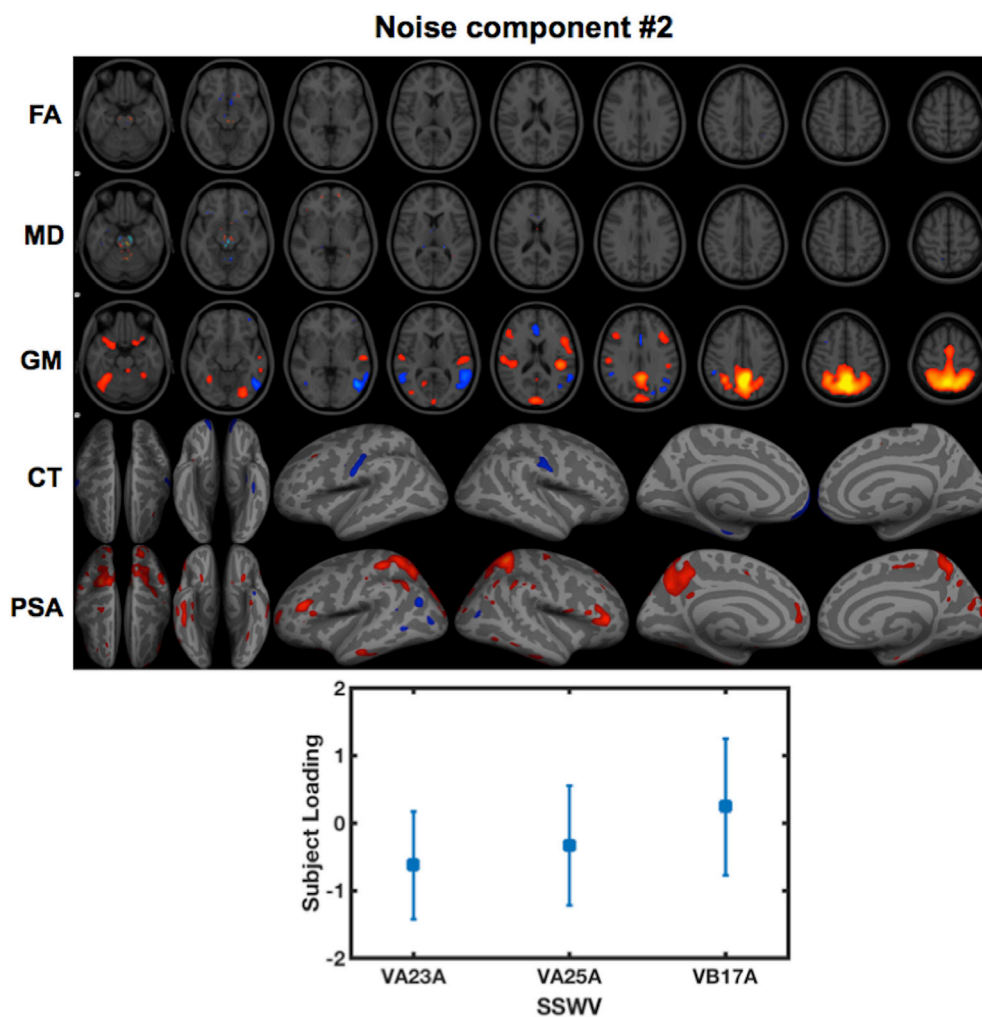 Noise component #2
FA
MD
GM
CT
PSA
2
1
0
-1
-2
Subject Loading
VA23A VA25A VB17A
SSWV